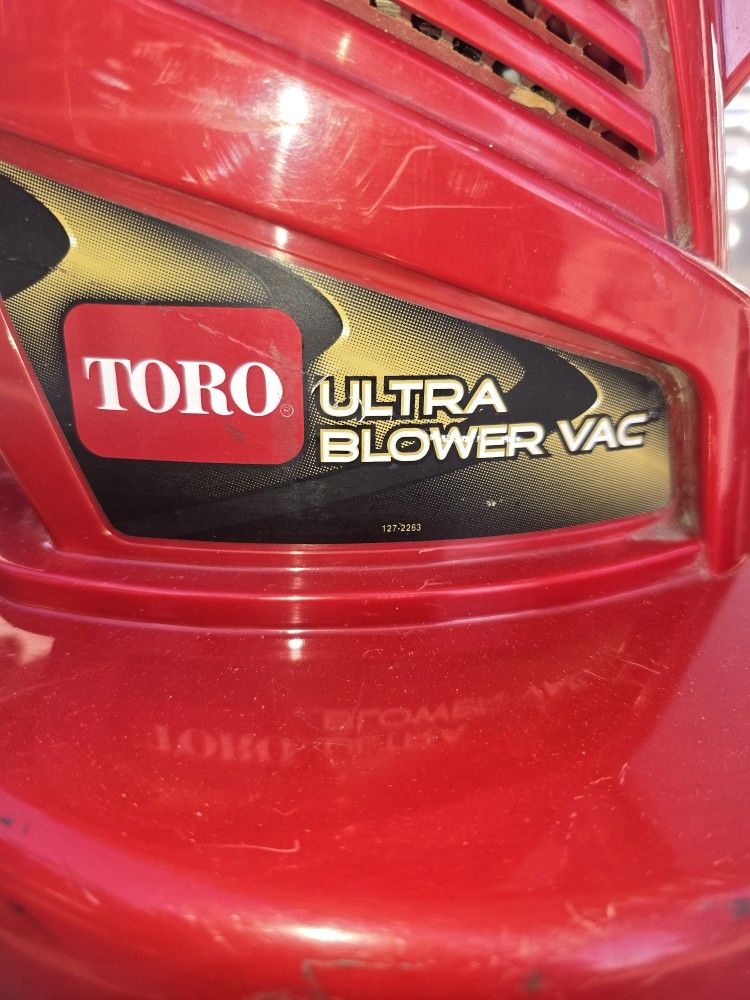 TORO®
ULTRA
BLOWER VAC
127-2263